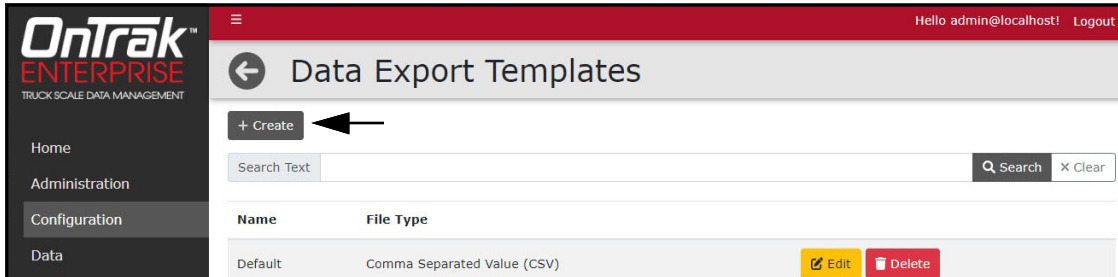 OnTrak™
ENTERPRISE
TRUCK SCALE DATA MANAGEMENT
Hello admin@localhost! Logout
Data Export Templates
+ Create
Home
Administration
Configuration
Data
Search Text
Search
× Clear
Name File Type
Default Comma Separated Value (CSV) Edit Delete